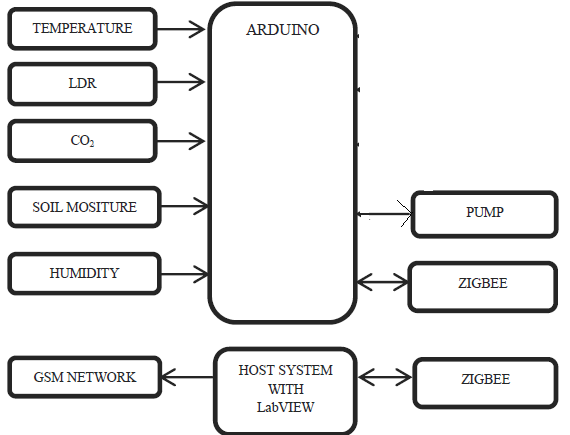 TEMPERATURE
ARDUINO
LDR
CO₂
SOIL MOSITURE
PUMP
HUMIDITY
ZIGBEE
GSM NETWORK
HOST SYSTEM
WITH
LabVIEW
ZIGBEE